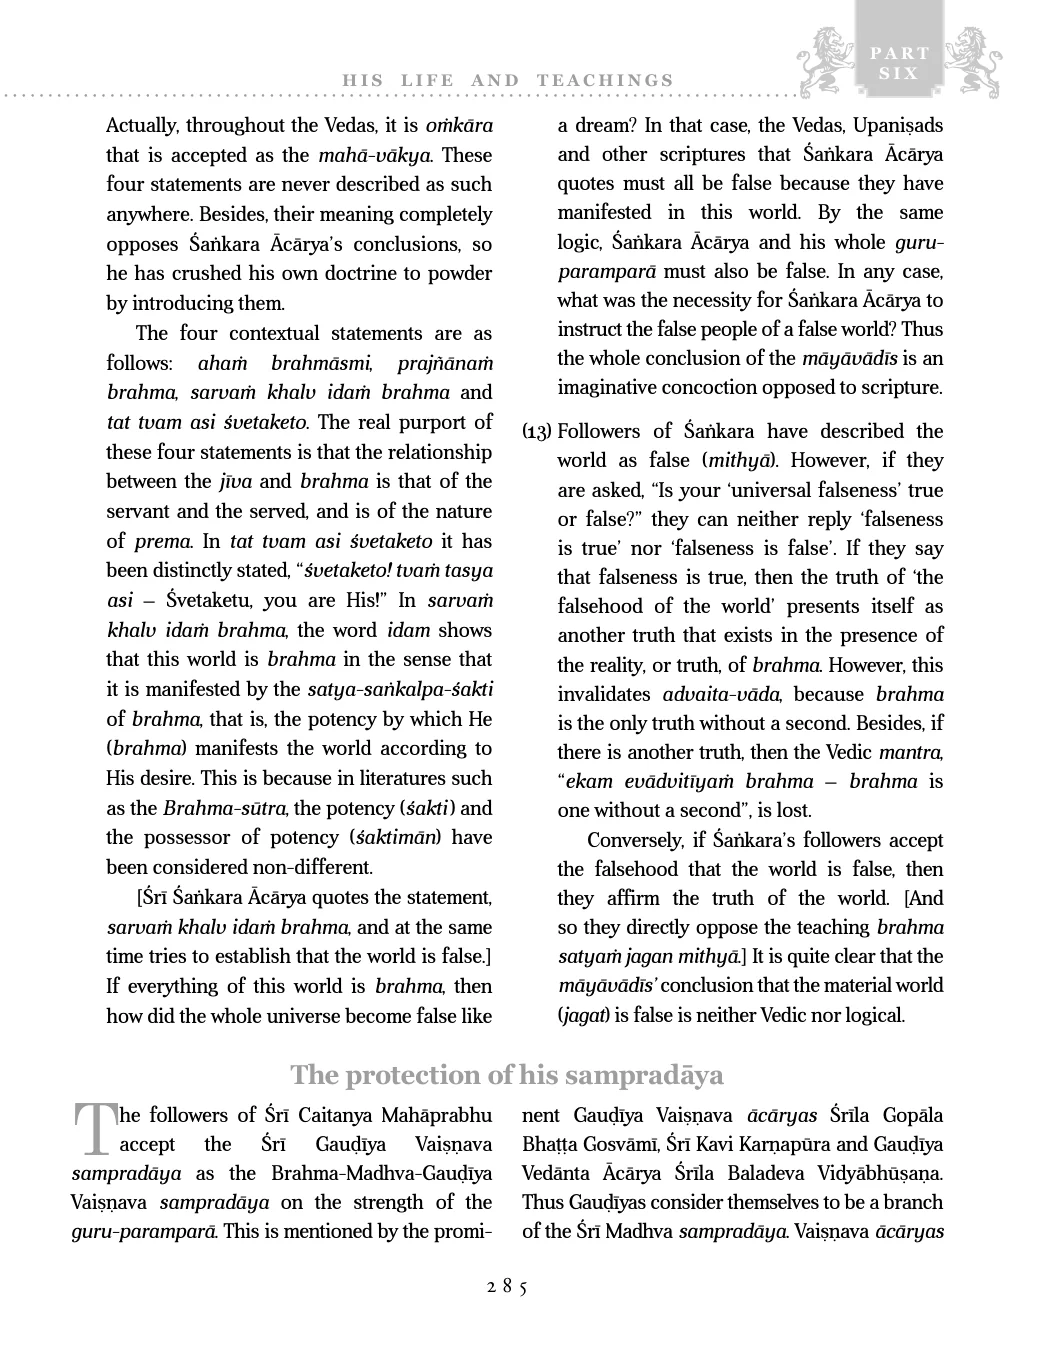 PART
SIX
HIS LIFE AND TEACHINGS
Actually, throughout the Vedas, it is oṁkāra
that is accepted as the mahā-vākya. These
four statements are never described as such
anywhere. Besides, their meaning completely
opposes Śaṅkara Ācārya’s conclusions, so
he has crushed his own doctrine to powder
by introducing them.
The four contextual statements are as
follows: ahaṁ brahmāsmi, prajñānaṁ
brahma, sarvaṁ khalv idaṁ brahma and
tat tvam asi śvetaketo. The real purport of
these four statements is that the relationship
between the jīva and brahma is that of the
servant and the served, and is of the nature
of prema. In tat tvam asi śvetaketo it has
been distinctly stated, “śvetaketo! tvaṁ tasya
asi – Śvetaketu, you are His!” In sarvaṁ
khalv idaṁ brahma, the word idam shows
that this world is brahma in the sense that
it is manifested by the satya-saṅkalpa-śakti
of brahma, that is, the potency by which He
(brahma) manifests the world according to
His desire. This is because in literatures such
as the Brahma-sūtra, the potency (śakti) and
the possessor of potency (śaktimān) have
been considered non-different.
[Śrī Śaṅkara Ācārya quotes the statement,
sarvaṁ khalv idaṁ brahma, and at the same
time tries to establish that the world is false.]
If everything of this world is brahma, then
how did the whole universe become false like
a dream? In that case, the Vedas, Upaniṣads
and other scriptures that Śaṅkara Ācārya
quotes must all be false because they have
manifested in this world. By the same
logic, Śaṅkara Ācārya and his whole guru-
paramparā must also be false. In any case,
what was the necessity for Śaṅkara Ācārya to
instruct the false people of a false world? Thus
the whole conclusion of the māyāvādīs is an
imaginative concoction opposed to scripture.
(13) Followers of Śaṅkara have described the
world as false (mithyā). However, if they
are asked, “Is your ‘universal falseness’ true
or false?” they can neither reply ‘falseness
is true’ nor ‘falseness is false’. If they say
that falseness is true, then the truth of ‘the
falsehood of the world’ presents itself as
another truth that exists in the presence of
the reality, or truth, of brahma. However, this
invalidates advaita-vāda, because brahma
is the only truth without a second. Besides, if
there is another truth, then the Vedic mantra,
“ekam evādvitīyaṁ brahma – brahma is
one without a second”, is lost.
Conversely, if Śaṅkara’s followers accept
the falsehood that the world is false, then
they affirm the truth of the world. [And
so they directly oppose the teaching brahma
satyaṁ jagan mithyā.] It is quite clear that the
māyāvādīs’ conclusion that the material world
(jagat) is false is neither Vedic nor logical.
The protection of his sampradāya
The followers of Śrī Caitanya Mahāprabhu
accept the Śrī Gauḍīya Vaiṣṇava
sampradāya as the Brahma-Madhva-Gauḍīya
Vaiṣṇava sampradāya on the strength of the
guru-paramparā. This is mentioned by the promi-
nent Gauḍīya Vaiṣṇava ācāryas Śrīla Gopāla
Bhaṭṭa Gosvāmī, Śrī Kavi Karṇapūra and Gauḍīya
Vedānta Ācārya Śrīla Baladeva Vidyābhūṣaṇa.
Thus Gauḍīyas consider themselves to be a branch
of the Śrī Madhva sampradāya. Vaiṣṇava ācāryas
285